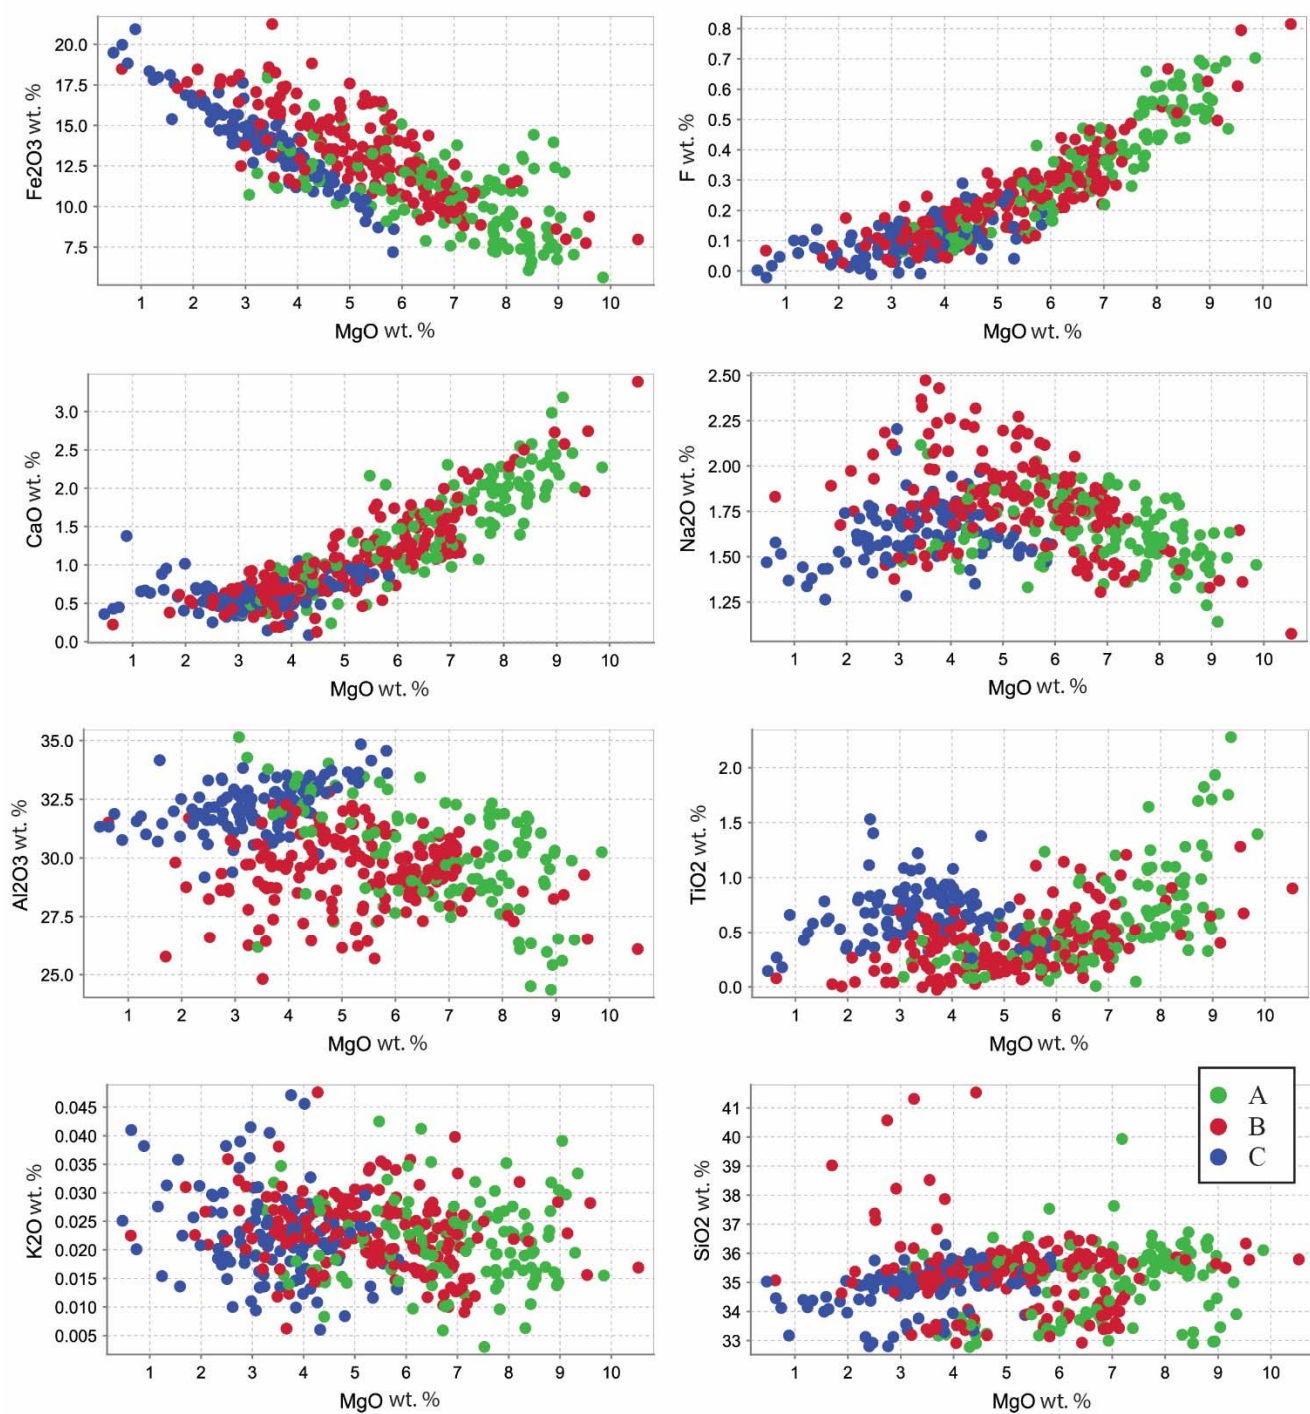 Fe2O3 wt. %
20.0
17.5
15.0
12.5
10.0
7.5
1 2 3 4 5 6 7 8 9 10
MgO wt. %
F wt. %
0.8
0.7
0.6
0.5
0.4
0.3
0.2
0.1
0.0
1 2 3 4 5 6 7 8 9 10
MgO wt. %
CaO wt. %
3.0
2.5
2.0
1.5
1.0
0.5
0.0
1 2 3 4 5 6 7 8 9 10
MgO wt. %
Na2O wt. %
2.50
2.25
2.00
1.75
1.50
1.25
1 2 3 4 5 6 7 8 9 10
MgO wt. %
Al2O3 wt. %
35.0
32.5
30.0
27.5
25.0
1 2 3 4 5 6 7 8 9 10
MgO wt. %
TiO2 wt. %
2.0
1.5
1.0
0.5
0.0
1 2 3 4 5 6 7 8 9 10
MgO wt. %
K2O wt. %
0.045
0.040
0.035
0.030
0.025
0.020
0.015
0.010
0.005
1 2 3 4 5 6 7 8 9 10
MgO wt. %
SiO2 wt. %
41
40
39
38
37
36
35
34
33
1 2 3 4 5 6 7 8 9 10
MgO wt. %
A
B
C